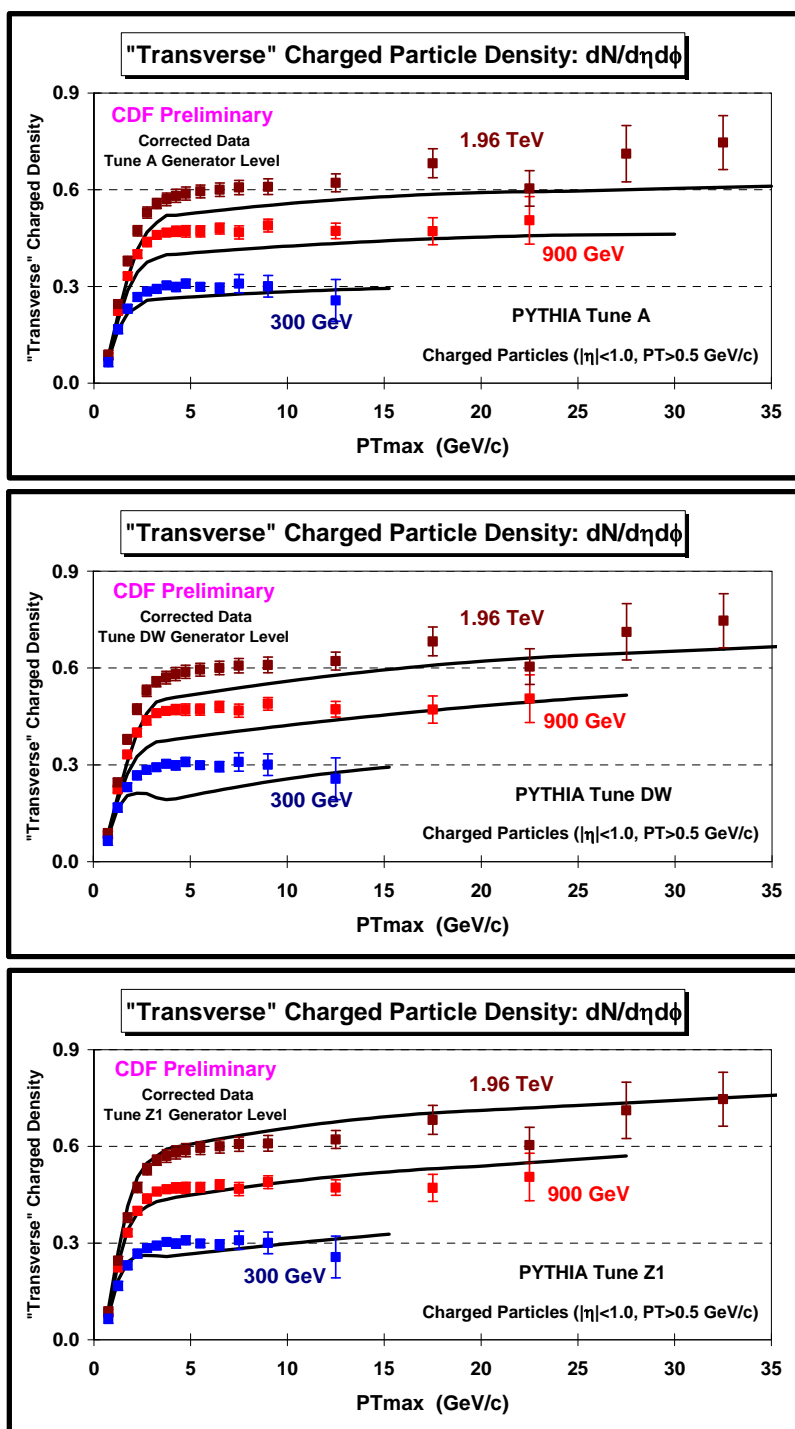 "Transverse" Charged Particle Density: dN/dηdϕ
0.9
CDF Preliminary
1.96 TeV
Corrected Data
Tune A Generator Level
0.6
900 GeV
0.3
300 GeV
PYTHIA Tune A
Charged Particles (|η|<1.0, PT>0.5 GeV/c)
0.0
"Transverse" Charged Density
0 5 10 15 20 25 30 35
PTmax (GeV/c)
"Transverse" Charged Particle Density: dN/dηdϕ
0.9
CDF Preliminary
1.96 TeV
Corrected Data
Tune DW Generator Level
0.6
900 GeV
0.3
300 GeV
PYTHIA Tune DW
Charged Particles (|η|<1.0, PT>0.5 GeV/c)
0.0
"Transverse" Charged Density
0 5 10 15 20 25 30 35
PTmax (GeV/c)
"Transverse" Charged Particle Density: dN/dηdϕ
0.9
CDF Preliminary
1.96 TeV
Corrected Data
Tune Z1 Generator Level
0.6
900 GeV
0.3
300 GeV
PYTHIA Tune Z1
Charged Particles (|η|<1.0, PT>0.5 GeV/c)
0.0
"Transverse" Charged Density
0 5 10 15 20 25 30 35
PTmax (GeV/c)